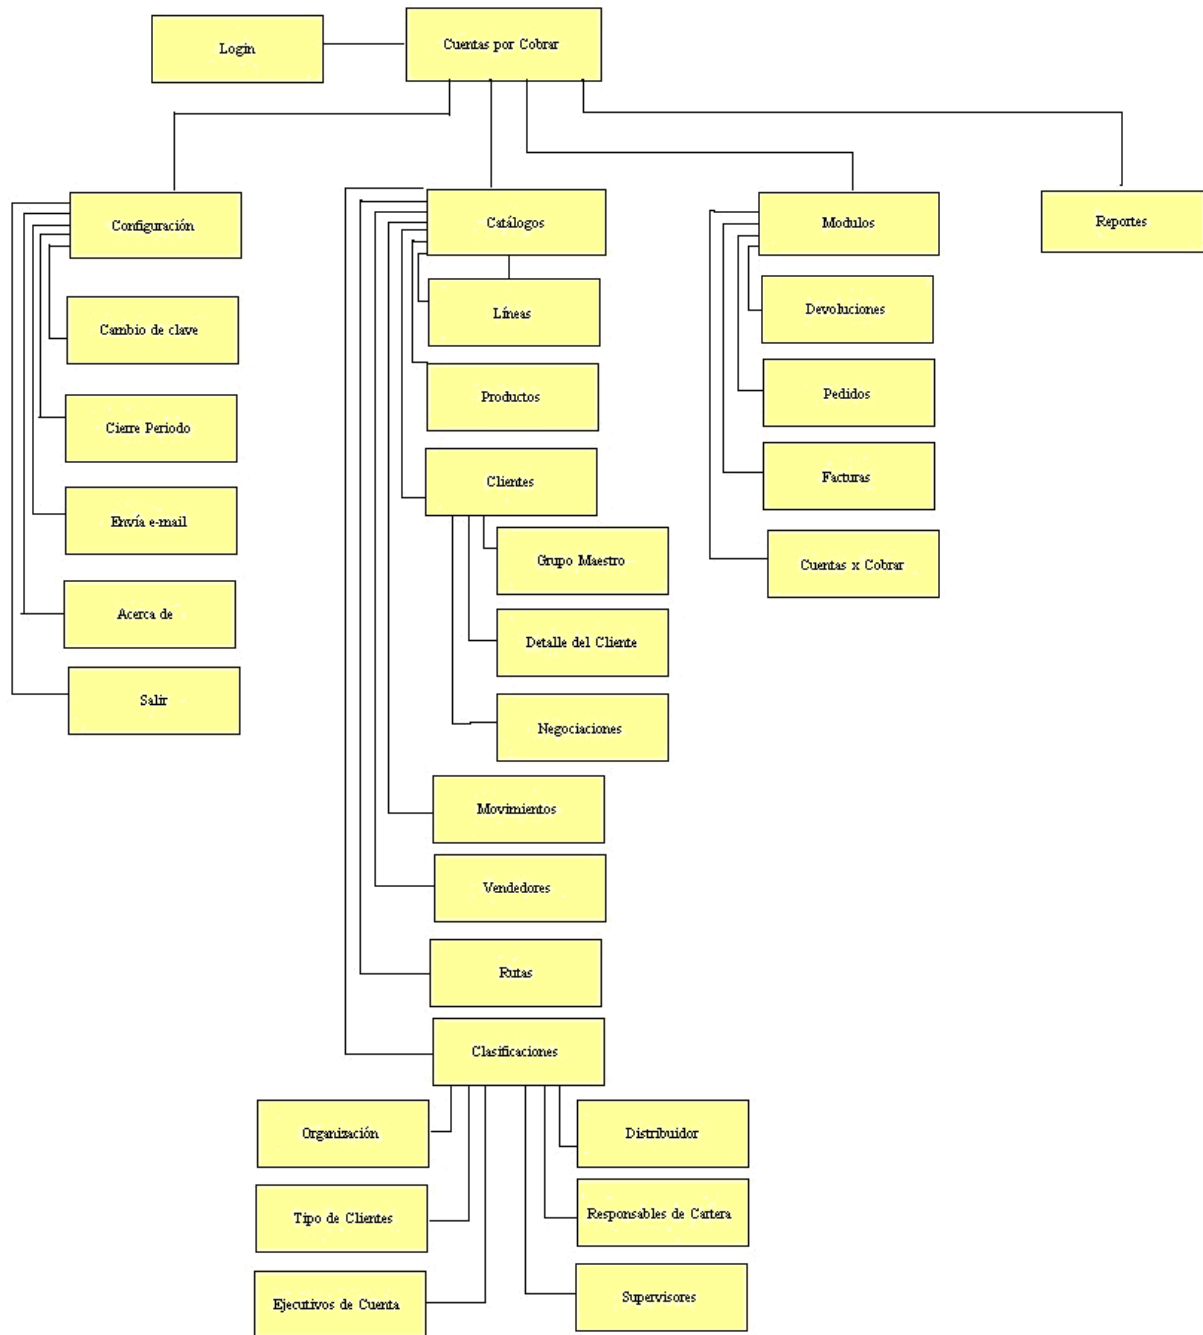 Login
Cuentas por Cobrar
Configuración
Catálogos
Modulos
Reportes
Cambio de clave
Cierre Periodo
Envía e-mail
Acerca de
Salir
Líneas
Productos
Clientes
Grupo Maestro
Detalle del Cliente
Negociaciones
Movimientos
Vendedores
Rutas
Clasificaciones
Organización
Tipo de Clientes
Ejecutivos de Cuenta
Distribuidor
Responsables de Cartera
Supervisores
Devoluciones
Pedidos
Facturas
Cuentas x Cobrar